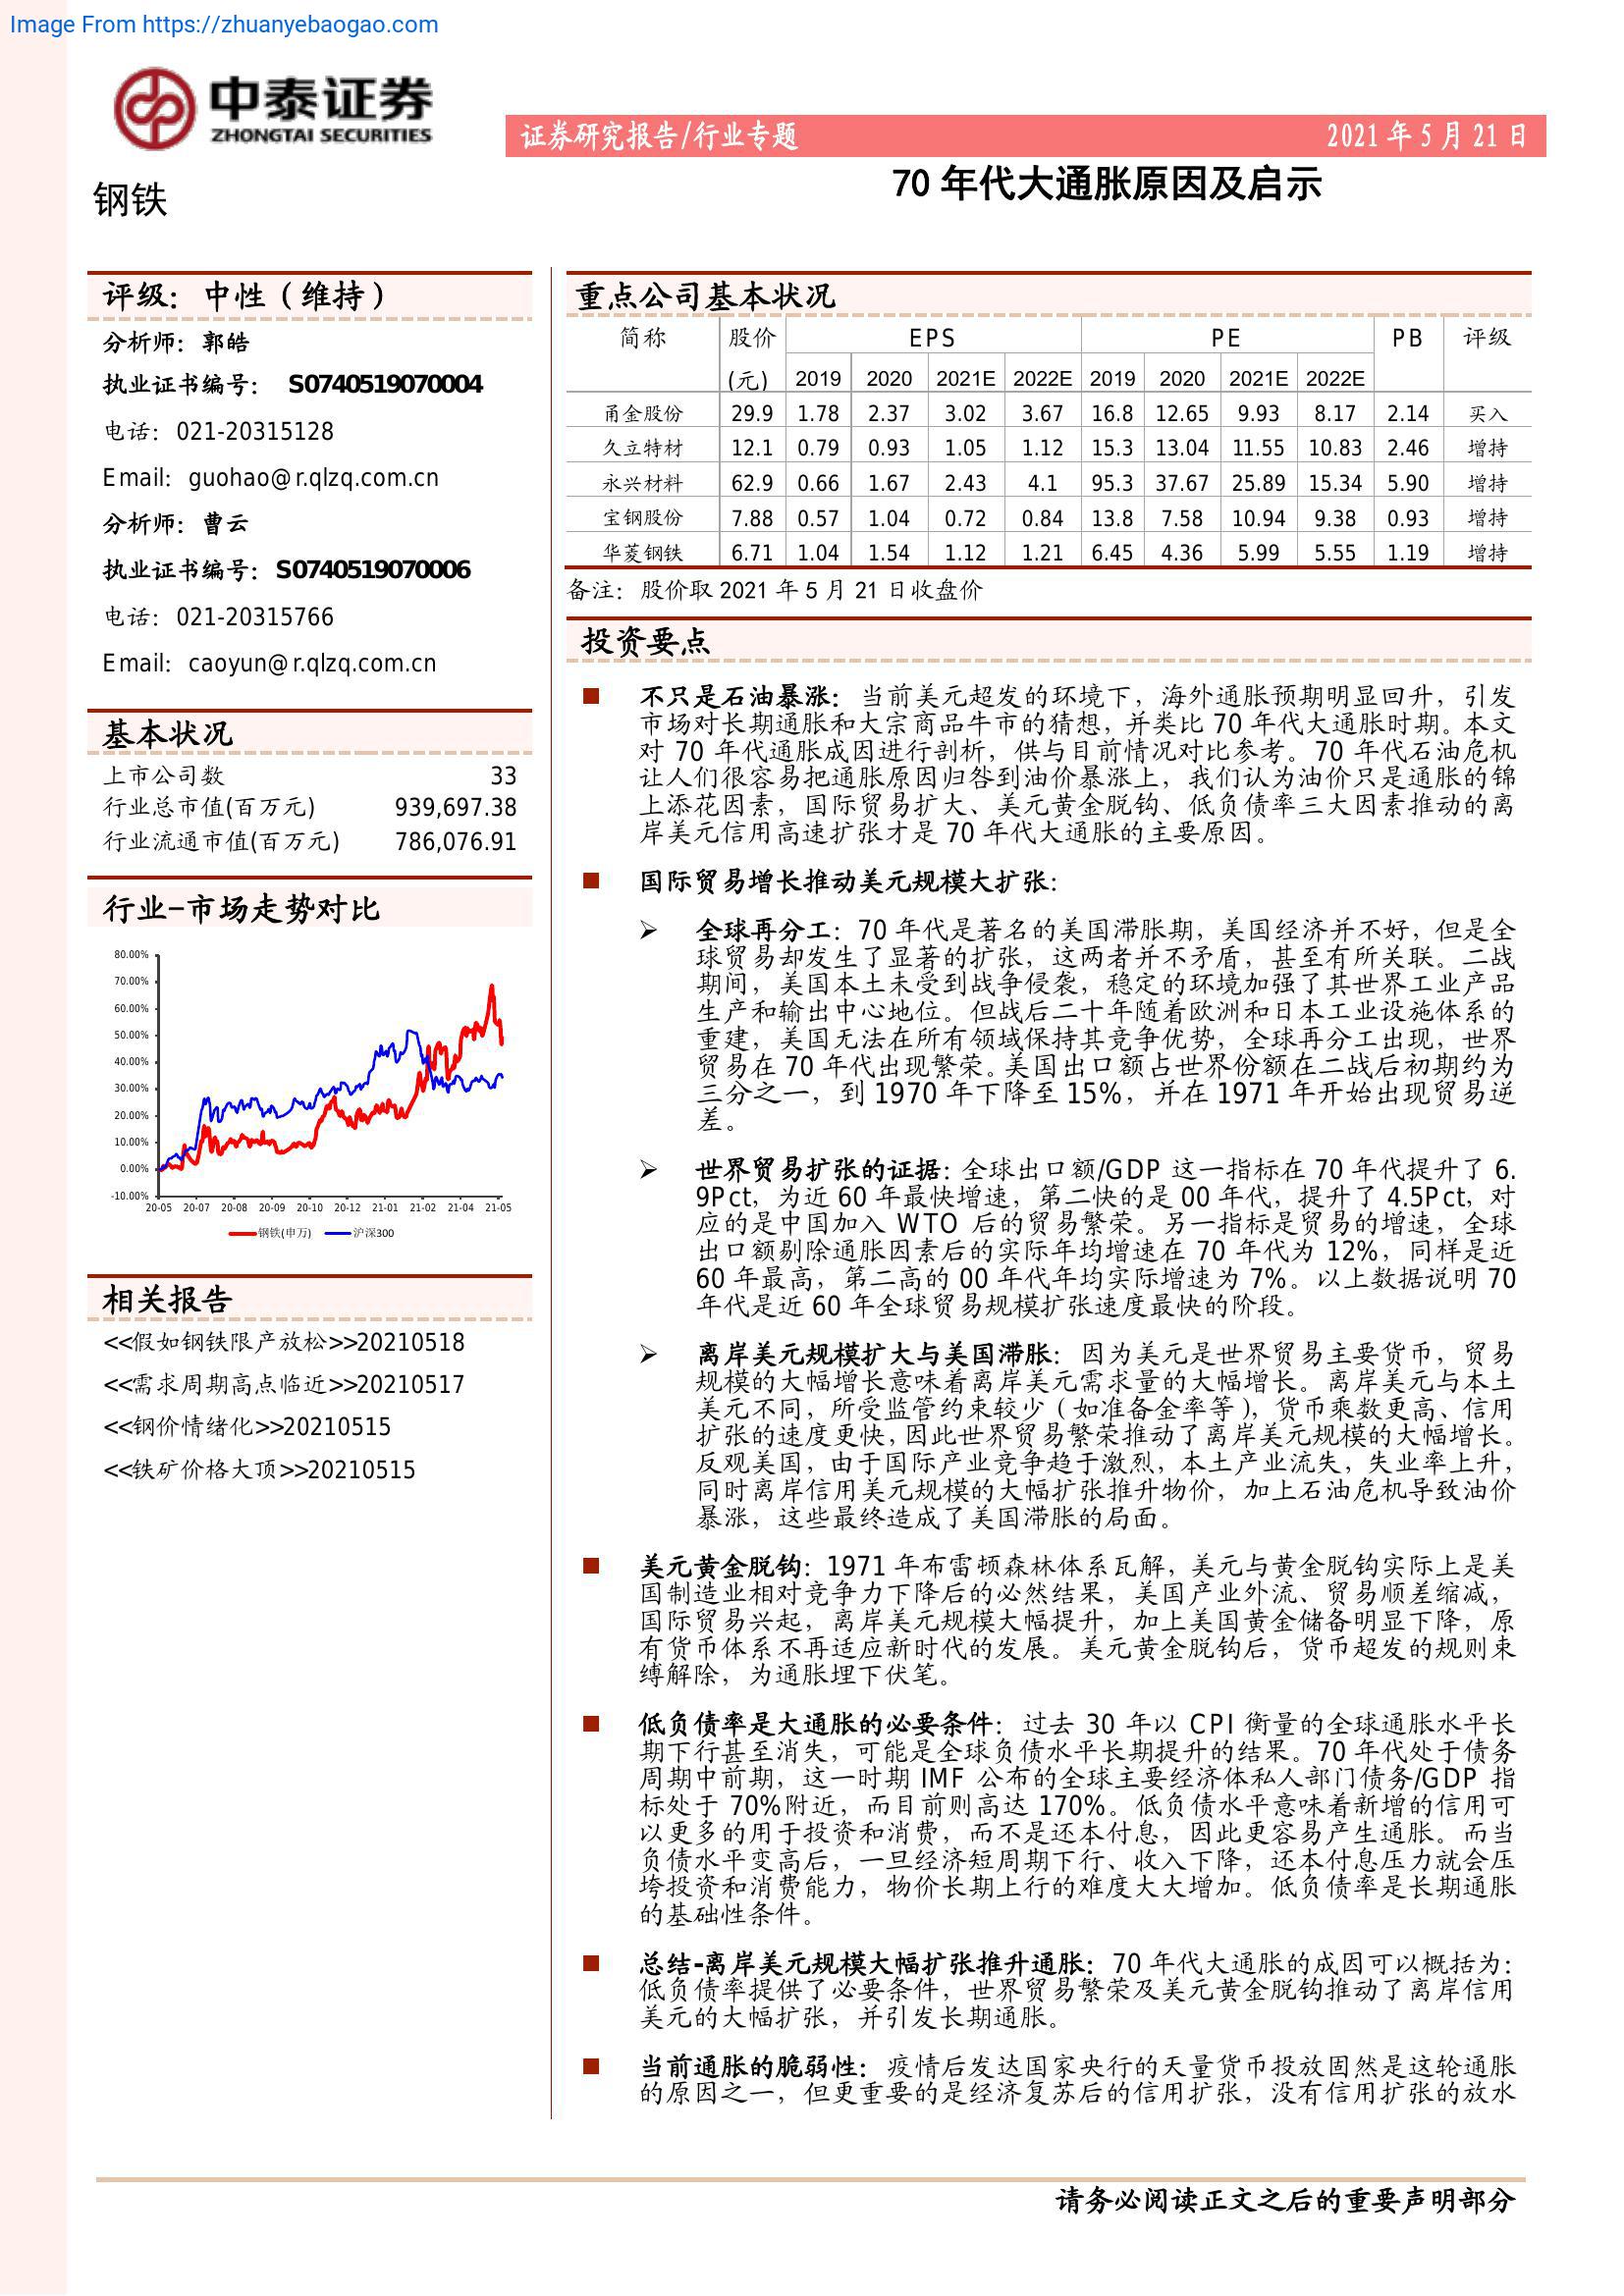 Image From https://zhuanyebaogao.com
中泰证券
ZHONGTAI SECURITIES
证券研究报告/行业专题 2021 年 5 月 21 日
钢铁
70 年代大通胀原因及启示
评级：中性（维持）
分析师：郭皓
执业证书编号： S0740519070004
电话：021-20315128
Email：guohao@r.qlzq.com.cn
分析师：曹云
执业证书编号：S0740519070006
电话：021-20315766
Email：caoyun@r.qlzq.com.cn
基本状况
上市公司数 33
行业总市值(百万元) 939,697.38
行业流通市值(百万元) 786,076.91
行业-市场走势对比
80.00%
70.00%
60.00%
50.00%
40.00%
30.00%
20.00%
10.00%
0.00%
-10.00%
20-05 20-07 20-08 20-09 20-10 20-12 21-01 21-02 21-04 21-05
钢铁(申万) 沪深300
相关报告
<<假如钢铁限产放松>>20210518
<<需求周期高点临近>>20210517
<<钢价情绪化>>20210515
<<铁矿价格大顶>>20210515
重点公司基本状况
简称 股价 EPS PE PB 评级
(元) 2019 2020 2021E 2022E 2019 2020 2021E 2022E
甬金股份 29.9 1.78 2.37 3.02 3.67 16.8 12.65 9.93 8.17 2.14 买入
久立特材 12.1 0.79 0.93 1.05 1.12 15.3 13.04 11.55 10.83 2.46 增持
永兴材料 62.9 0.66 1.67 2.43 4.1 95.3 37.67 25.89 15.34 5.90 增持
宝钢股份 7.88 0.57 1.04 0.72 0.84 13.8 7.58 10.94 9.38 0.93 增持
华菱钢铁 6.71 1.04 1.54 1.12 1.21 6.45 4.36 5.99 5.55 1.19 增持
备注：股价取 2021 年 5 月 21 日收盘价
投资要点
■ 不只是石油暴涨：当前美元超发的环境下，海外通胀预期明显回升，引发
市场对长期通胀和大宗商品牛市的猜想，并类比 70 年代大通胀时期。本文
对 70 年代通胀成因进行剖析，供与目前情况对比参考。70 年代石油危机
让人们很容易把通胀原因归咎到油价暴涨上，我们认为油价只是通胀的锦
上添花因素，国际贸易扩大、美元黄金脱钩、低负债率三大因素推动的离
岸美元信用高速扩张才是 70 年代大通胀的主要原因。
■ 国际贸易增长推动美元规模大扩张：
➢ 全球再分工：70 年代是著名的美国滞胀期，美国经济并不好，但是全
球贸易却发生了显著的扩张，这两者并不矛盾，甚至有所关联。二战
期间，美国本土未受到战争侵袭，稳定的环境加强了其世界工业产品
生产和输出中心地位。但战后二十年随着欧洲和日本工业设施体系的
重建，美国无法在所有领域保持其竞争优势，全球再分工出现，世界
贸易在 70 年代出现繁荣。美国出口额占世界份额在二战后初期约为
三分之一，到 1970 年下降至 15%，并在 1971 年开始出现贸易逆
差。
➢ 世界贸易扩张的证据：全球出口额/GDP 这一指标在 70 年代提升了 6.
9Pct，为近 60 年最快增速，第二快的是 00 年代，提升了 4.5Pct，对
应的是中国加入 WTO 后的贸易繁荣。另一指标是贸易的增速，全球
出口额剔除通胀因素后的实际年均增速在 70 年代为 12%，同样是近
60 年最高，第二高的 00 年代年均实际增速为 7%。以上数据说明 70
年代是近 60 年全球贸易规模扩张速度最快的阶段。
➢ 离岸美元规模扩大与美国滞胀：因为美元是世界贸易主要货币，贸易
规模的大幅增长意味着离岸美元需求量的大幅增长。离岸美元与本土
美元不同，所受监管约束较少（如准备金率等），货币乘数更高、信用
扩张的速度更快，因此世界贸易繁荣推动了离岸美元规模的大幅增长。
反观美国，由于国际产业竞争趋于激烈，本土产业流失，失业率上升，
同时离岸信用美元规模的大幅扩张推升物价，加上石油危机导致油价
暴涨，这些最终造成了美国滞胀的局面。
■ 美元黄金脱钩：1971 年布雷顿森林体系瓦解，美元与黄金脱钩实际上是美
国制造业相对竞争力下降后的必然结果，美国产业外流、贸易顺差缩减，
国际贸易兴起，离岸美元规模大幅提升，加上美国黄金储备明显下降，原
有货币体系不再适应新时代的发展。美元黄金脱钩后，货币超发的规则束
缚解除，为通胀埋下伏笔。
■ 低负债率是大通胀的必要条件：过去 30 年以 CPI 衡量的全球通胀水平长
期下行甚至消失，可能是全球负债水平长期提升的结果。70 年代处于债务
周期中前期，这一时期 IMF 公布的全球主要经济体私人部门债务/GDP 指
标处于 70%附近，而目前则高达 170%。低负债水平意味着新增的信用可
以更多的用于投资和消费，而不是还本付息，因此更容易产生通胀。而当
负债水平变高后，一旦经济短周期下行、收入下降，还本付息压力就会压
垮投资和消费能力，物价长期上行的难度大大增加。低负债率是长期通胀
的基础性条件。
■ 总结-离岸美元规模大幅扩张推升通胀：70 年代大通胀的成因可以概括为：
低负债率提供了必要条件，世界贸易繁荣及美元黄金脱钩推动了离岸信用
美元的大幅扩张，并引发长期通胀。
■ 当前通胀的脆弱性：疫情后发达国家央行的天量货币投放固然是这轮通胀
的原因之一，但更重要的是经济复苏后的信用扩张，没有信用扩张的放水
请务必阅读正文之后的重要声明部分